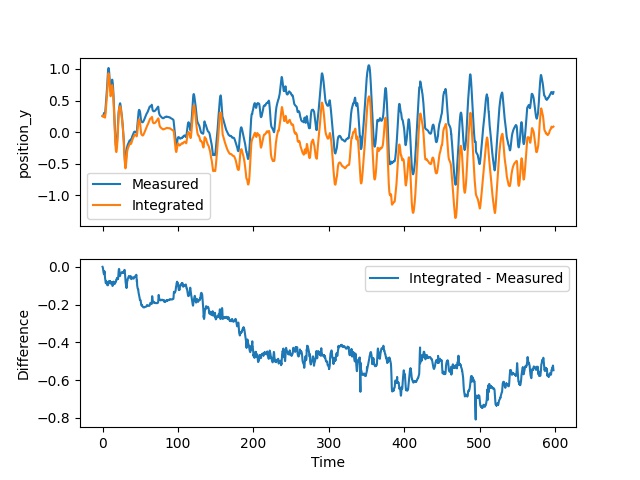 1.0
0.5
0.0
−0.5
−1.0
position_y
Measured
Integrated
0.0
−0.2
−0.4
−0.6
−0.8
Difference
Integrated - Measured
0 100 200 300 400 500 600
Time